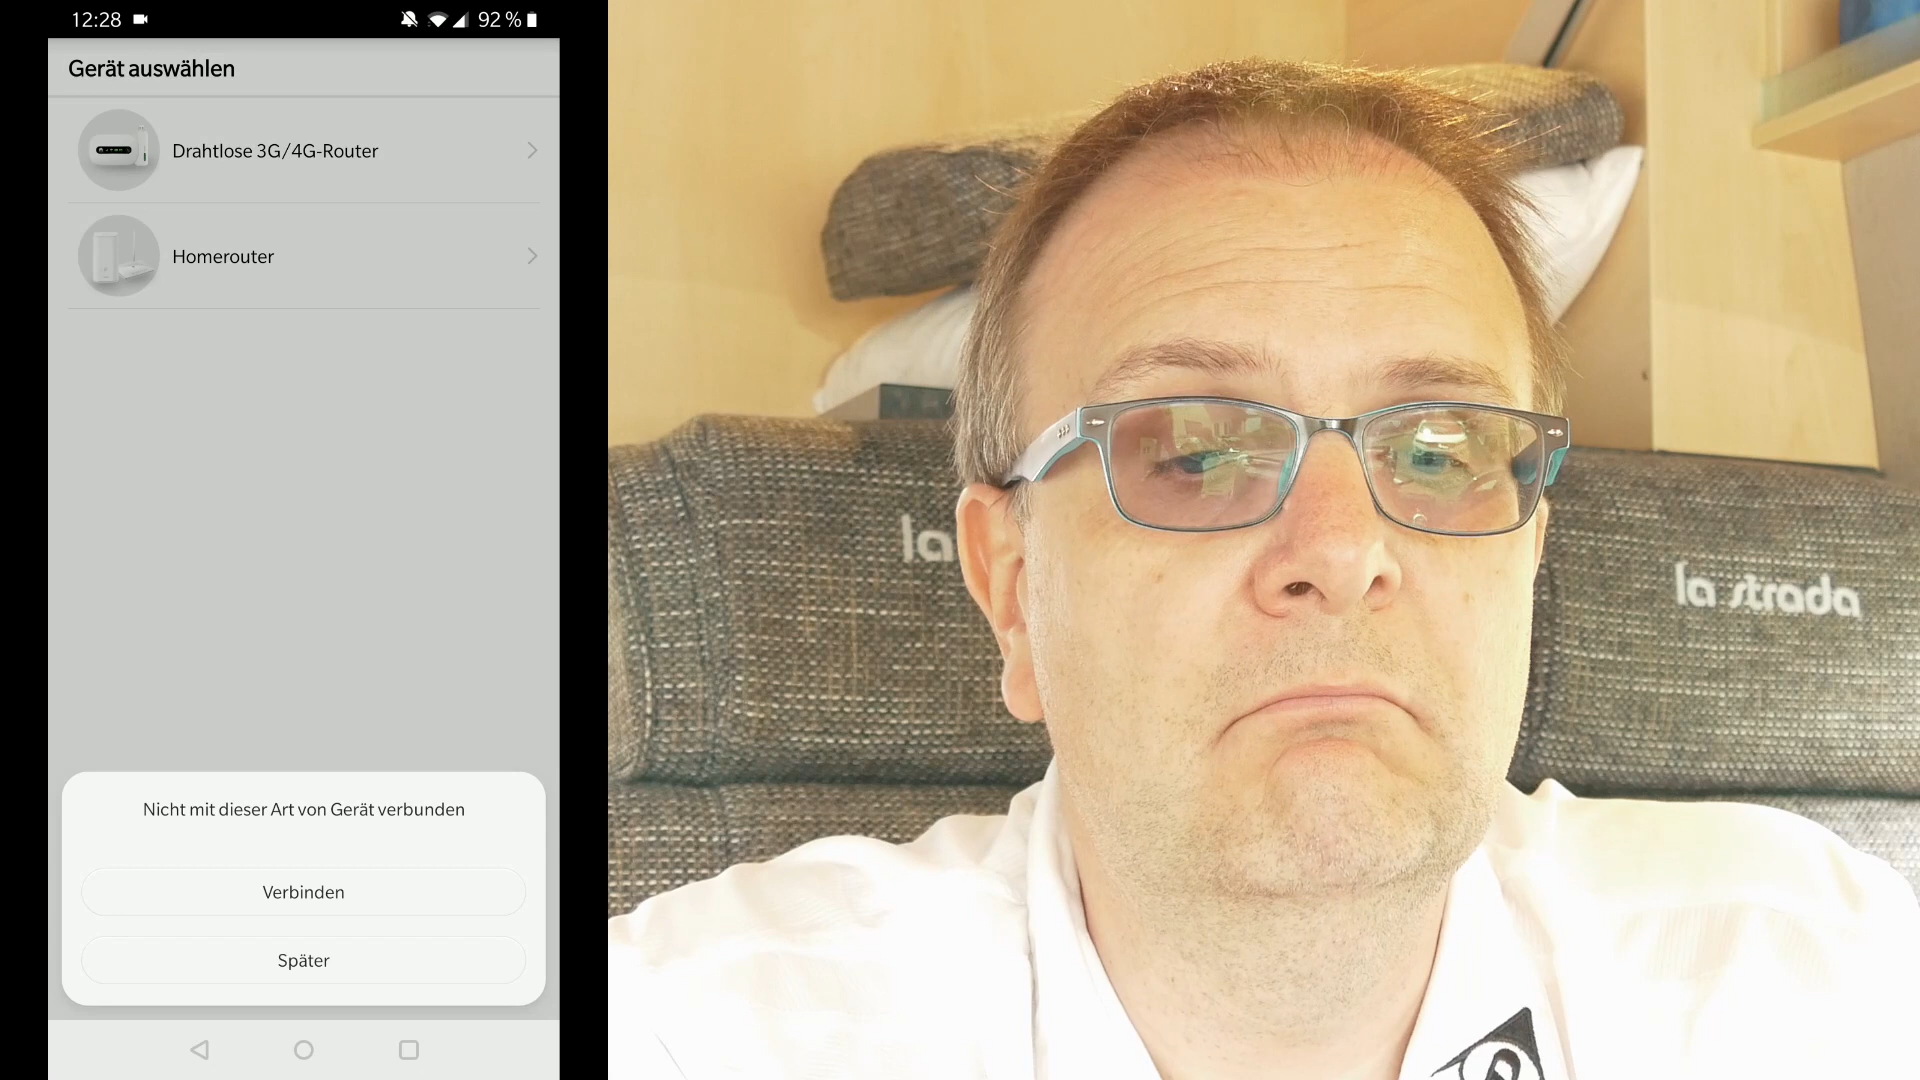 12:28
92 %
Gerät auswählen
Drahtlose 3G/4G-Router
Homerouter
Nicht mit dieser Art von Gerät verbunden
Verbinden
Später
la
la strada